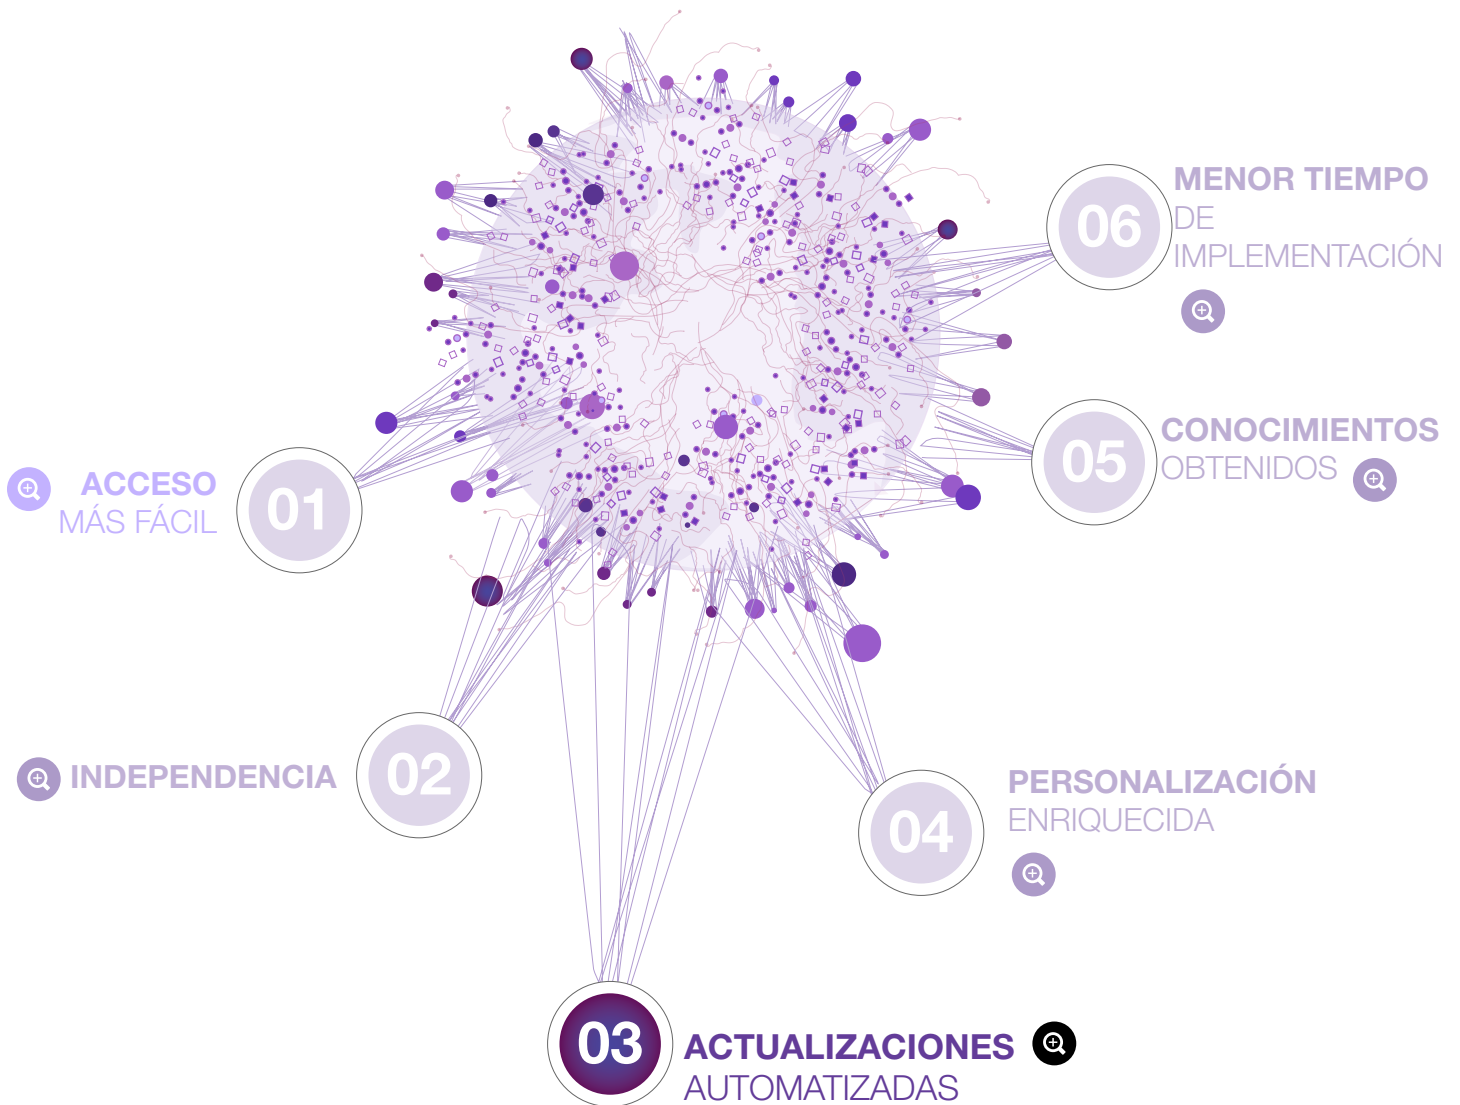 01
ACCESO
MÁS FÁCIL
02
INDEPENDENCIA
03
ACTUALIZACIONES
AUTOMATIZADAS
04
PERSONALIZACIÓN
ENRIQUECIDA
05
CONOCIMIENTOS
OBTENIDOS
06
MENOR TIEMPO
DE
IMPLEMENTACIÓN